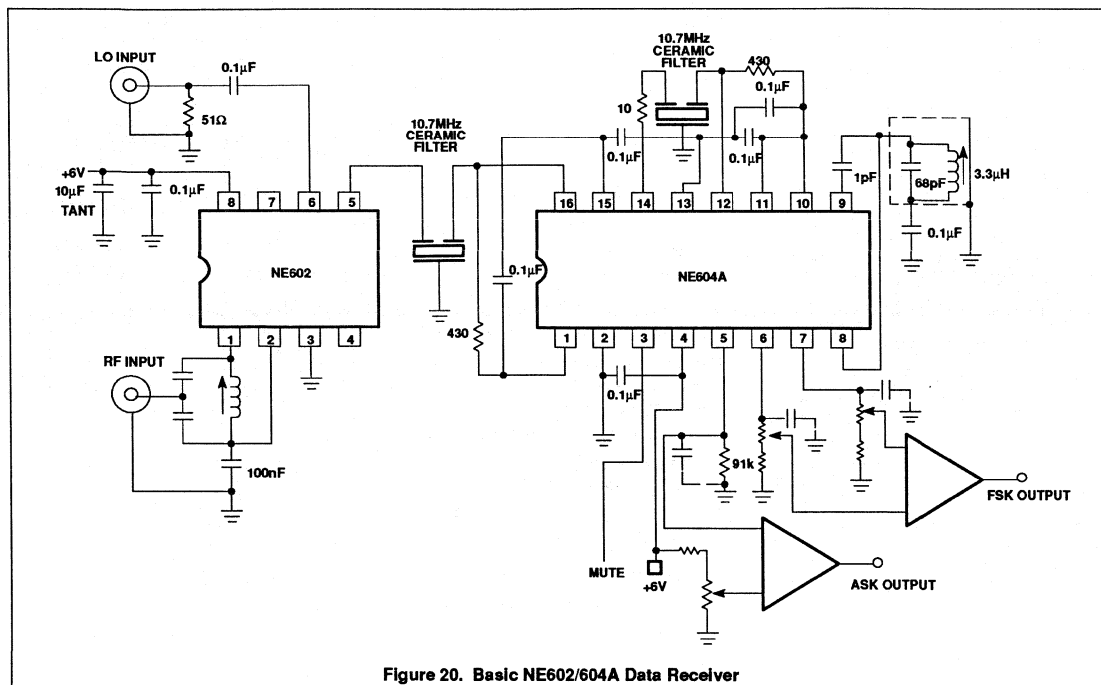 LO INPUT
0.1µF
51Ω
+6V
10µF
TANT
0.1µF
8
7
6
5
NE602
1
2
3
4
RF INPUT
100nF
10.7MHz
CERAMIC
FILTER
10.7MHz
CERAMIC
FILTER
430
10
0.1µF
0.1µF
0.1µF
16
15
14
13
12
11
10
9
0.1µF
430
NE604A
1
2
3
4
5
6
7
8
1pF
68pF
3.3µH
0.1µF
0.1µF
91k
MUTE
+6V
FSK OUTPUT
ASK OUTPUT
Figure 20. Basic NE602/604A Data Receiver